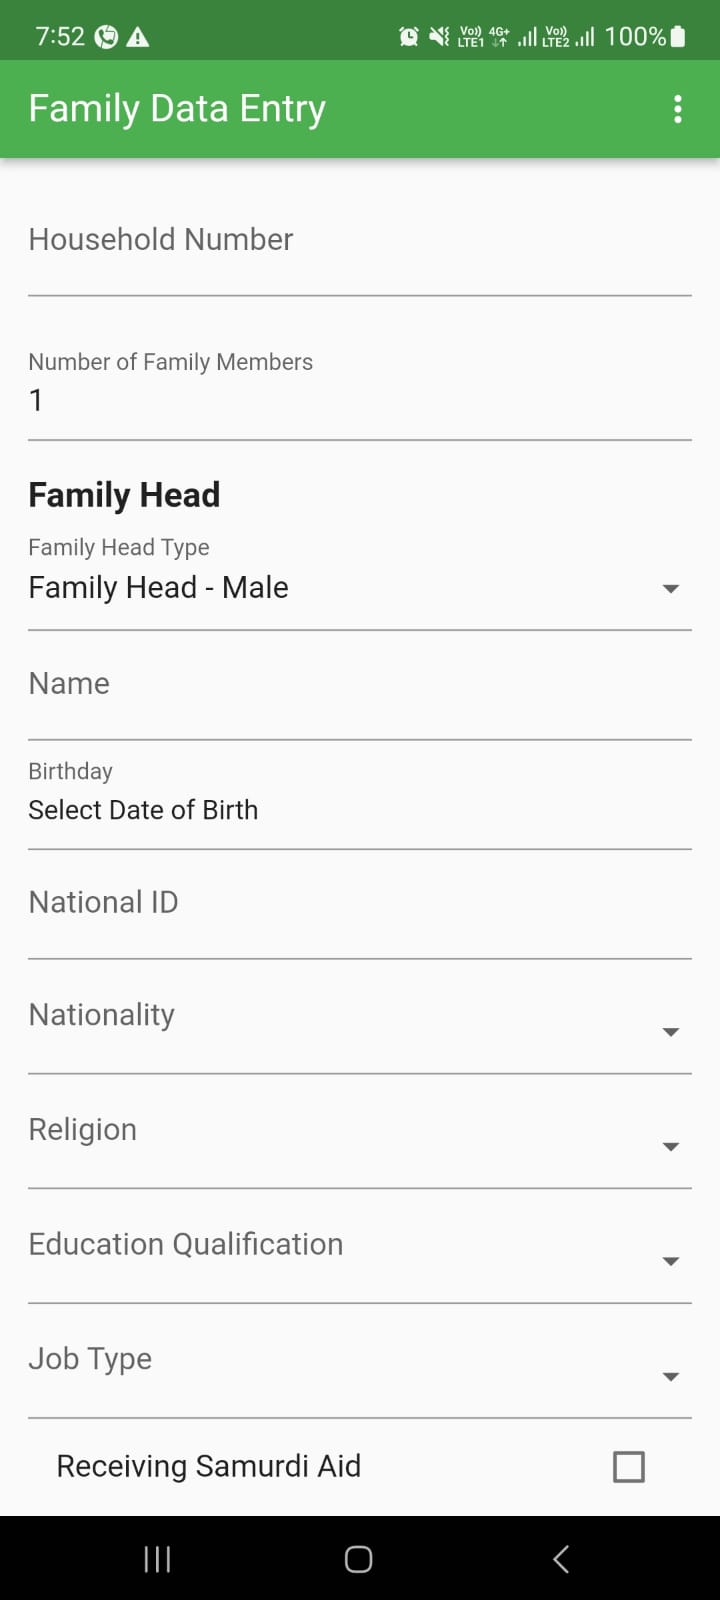 7:52 Vo)) LTE1 4G+ Vo)) LTE2 100%
Family Data Entry
Household Number
Number of Family Members
1
Family Head
Family Head Type
Family Head - Male
Name
Birthday
Select Date of Birth
National ID
Nationality
Religion
Education Qualification
Job Type
Receiving Samurdi Aid